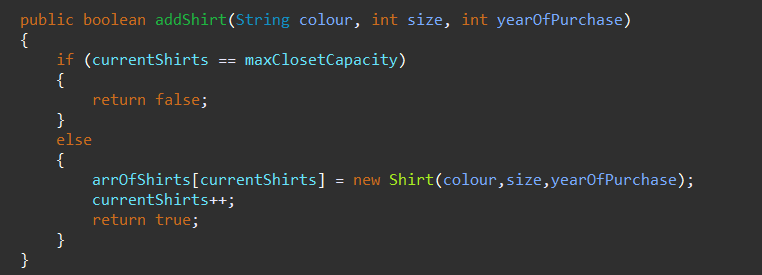 public boolean addShirt(String colour, int size, int yearOfPurchase)
{
if (currentShirts == maxClosetCapacity)
{
return false;
}
else
{
arrOfShirts[currentShirts] = new Shirt(colour,size,yearOfPurchase);
currentShirts++;
return true;
}
}